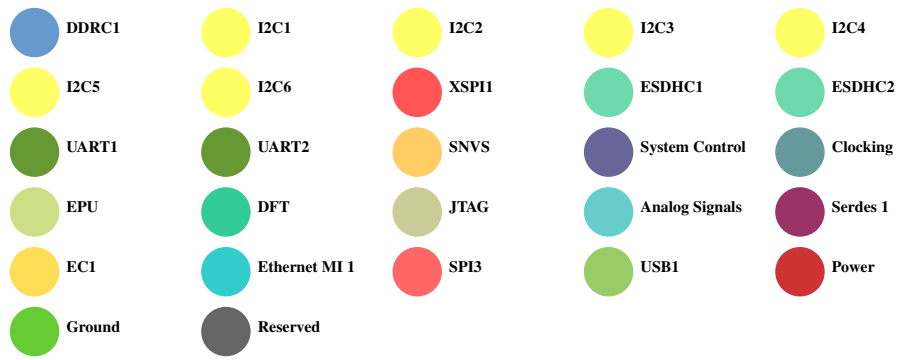 DDRC1 I2C1 I2C2 I2C3 I2C4
I2C5 I2C6 XSPI1 ESDHC1 ESDHC2
UART1 UART2 SNVS System Control Clocking
EPU DFT JTAG Analog Signals Serdes 1
EC1 Ethernet MI 1 SPI3 USB1 Power
Ground Reserved